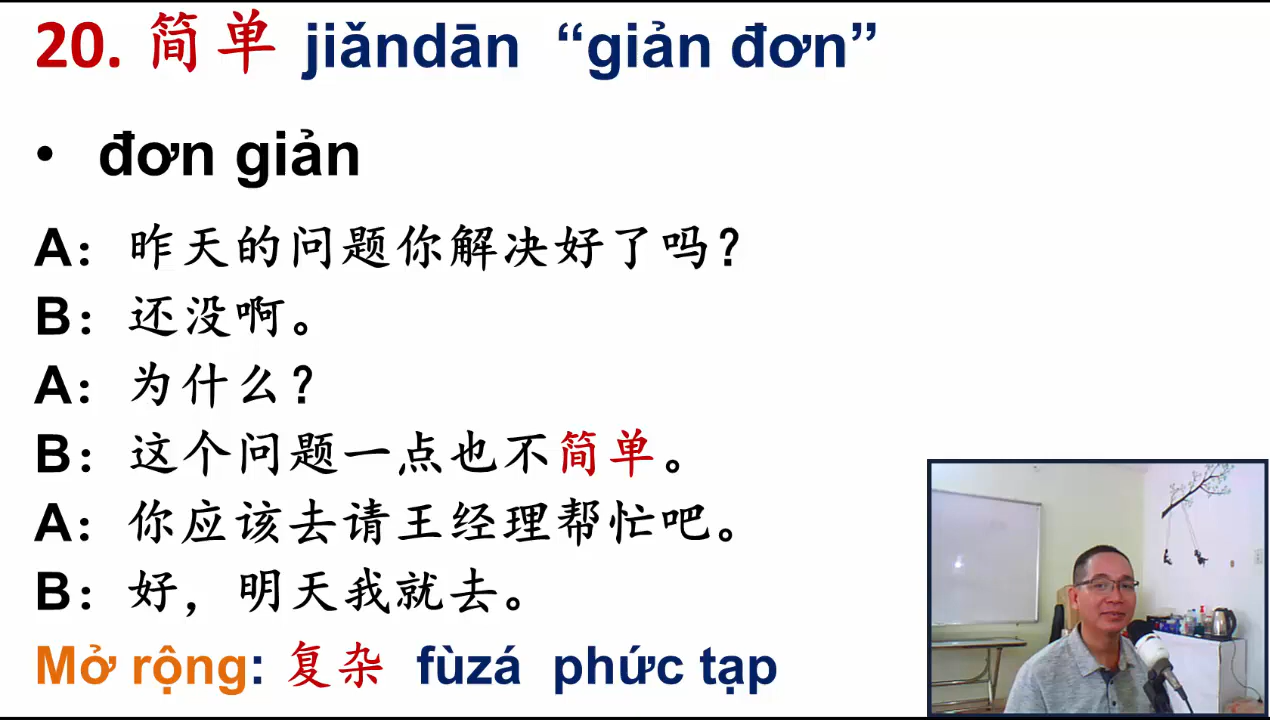 20. 简单 jiǎndān “giản đơn”
• đơn giản
A：昨天的问题你解决好了吗？
B：还没啊。
A：为什么？
B：这个问题一点也不简单。
A：你应该去请王经理帮忙吧。
B：好，明天我就去。
Mở rộng: 复杂 fùzá phức tạp